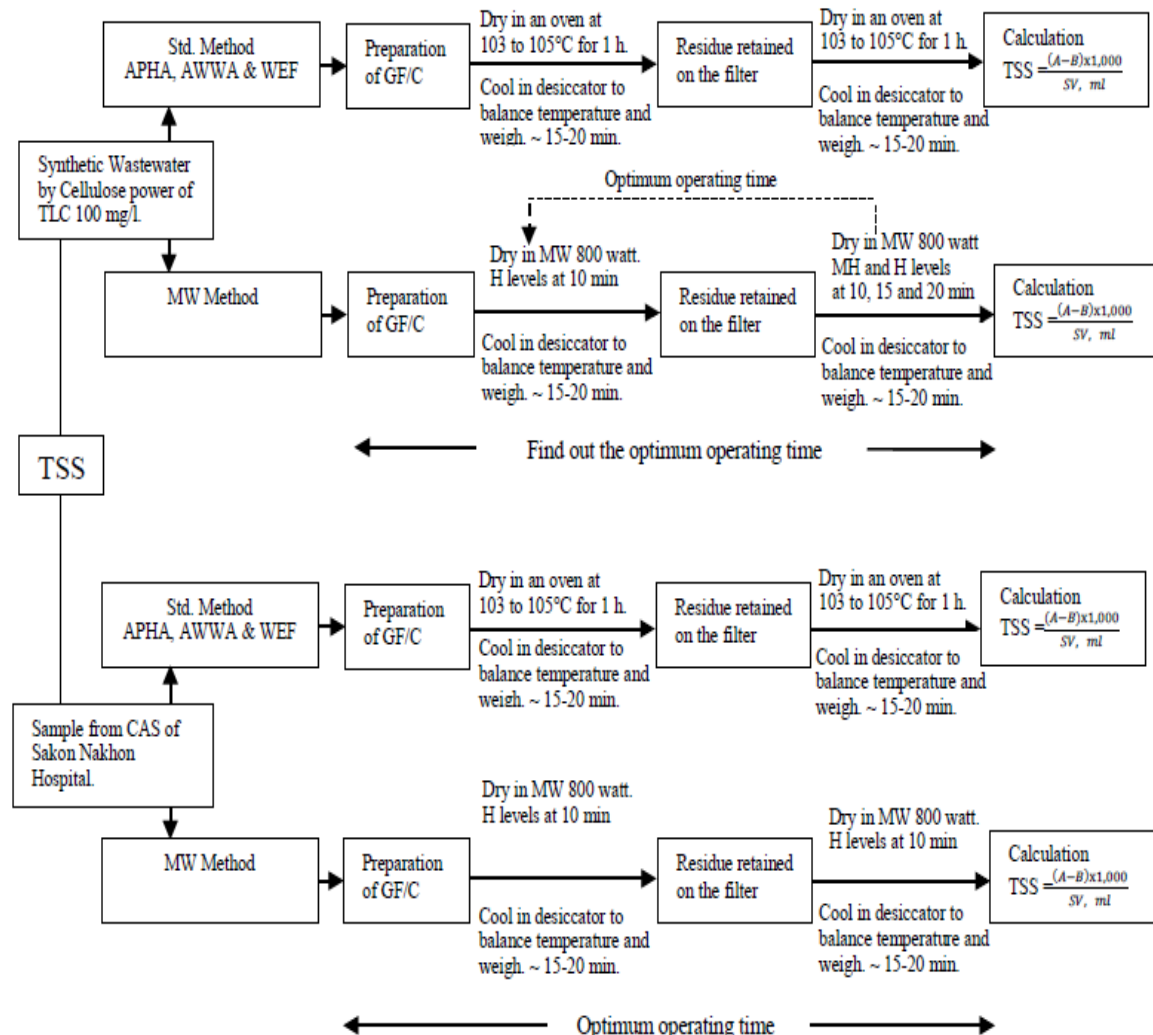 Std. Method
APHA, AWWA & WEF
Preparation
of GF/C
Dry in an oven at
103 to 105°C for 1 h.
Cool in desiccator to
balance temperature and
weigh. ~ 15-20 min.
Residue retained
on the filter
Dry in an oven at
103 to 105°C for 1 h.
Cool in desiccator to
balance temperature and
weigh. ~ 15-20 min.
Calculation
TSS =(A−B)x1,000
SV, ml
Synthetic Wastewater
by Cellulose power of
TLC 100 mg/l.
Optimum operating time
MW Method
Preparation
of GF/C
Dry in MW 800 watt.
H levels at 10 min
Cool in desiccator to
balance temperature and
weigh. ~ 15-20 min.
Residue retained
on the filter
Dry in MW 800 watt
MH and H levels
at 10, 15 and 20 min
Cool in desiccator to
balance temperature and
weigh. ~ 15-20 min.
Calculation
TSS =(A−B)x1,000
SV, ml
Find out the optimum operating time
TSS
Std. Method
APHA, AWWA & WEF
Preparation
of GF/C
Dry in an oven at
103 to 105°C for 1 h.
Cool in desiccator to
balance temperature and
weigh. ~ 15-20 min.
Residue retained
on the filter
Dry in an oven at
103 to 105°C for 1 h.
Cool in desiccator to
balance temperature and
weigh. ~ 15-20 min.
Calculation
TSS =(A−B)x1,000
SV, ml
Sample from CAS of
Sakon Nakhon
Hospital.
MW Method
Preparation
of GF/C
Dry in MW 800 watt.
H levels at 10 min
Cool in desiccator to
balance temperature and
weigh. ~ 15-20 min.
Residue retained
on the filter
Dry in MW 800 watt.
H levels at 10 min
Cool in desiccator to
balance temperature and
weigh. ~ 15-20 min.
Calculation
TSS =(A−B)x1,000
SV, ml
Optimum operating time